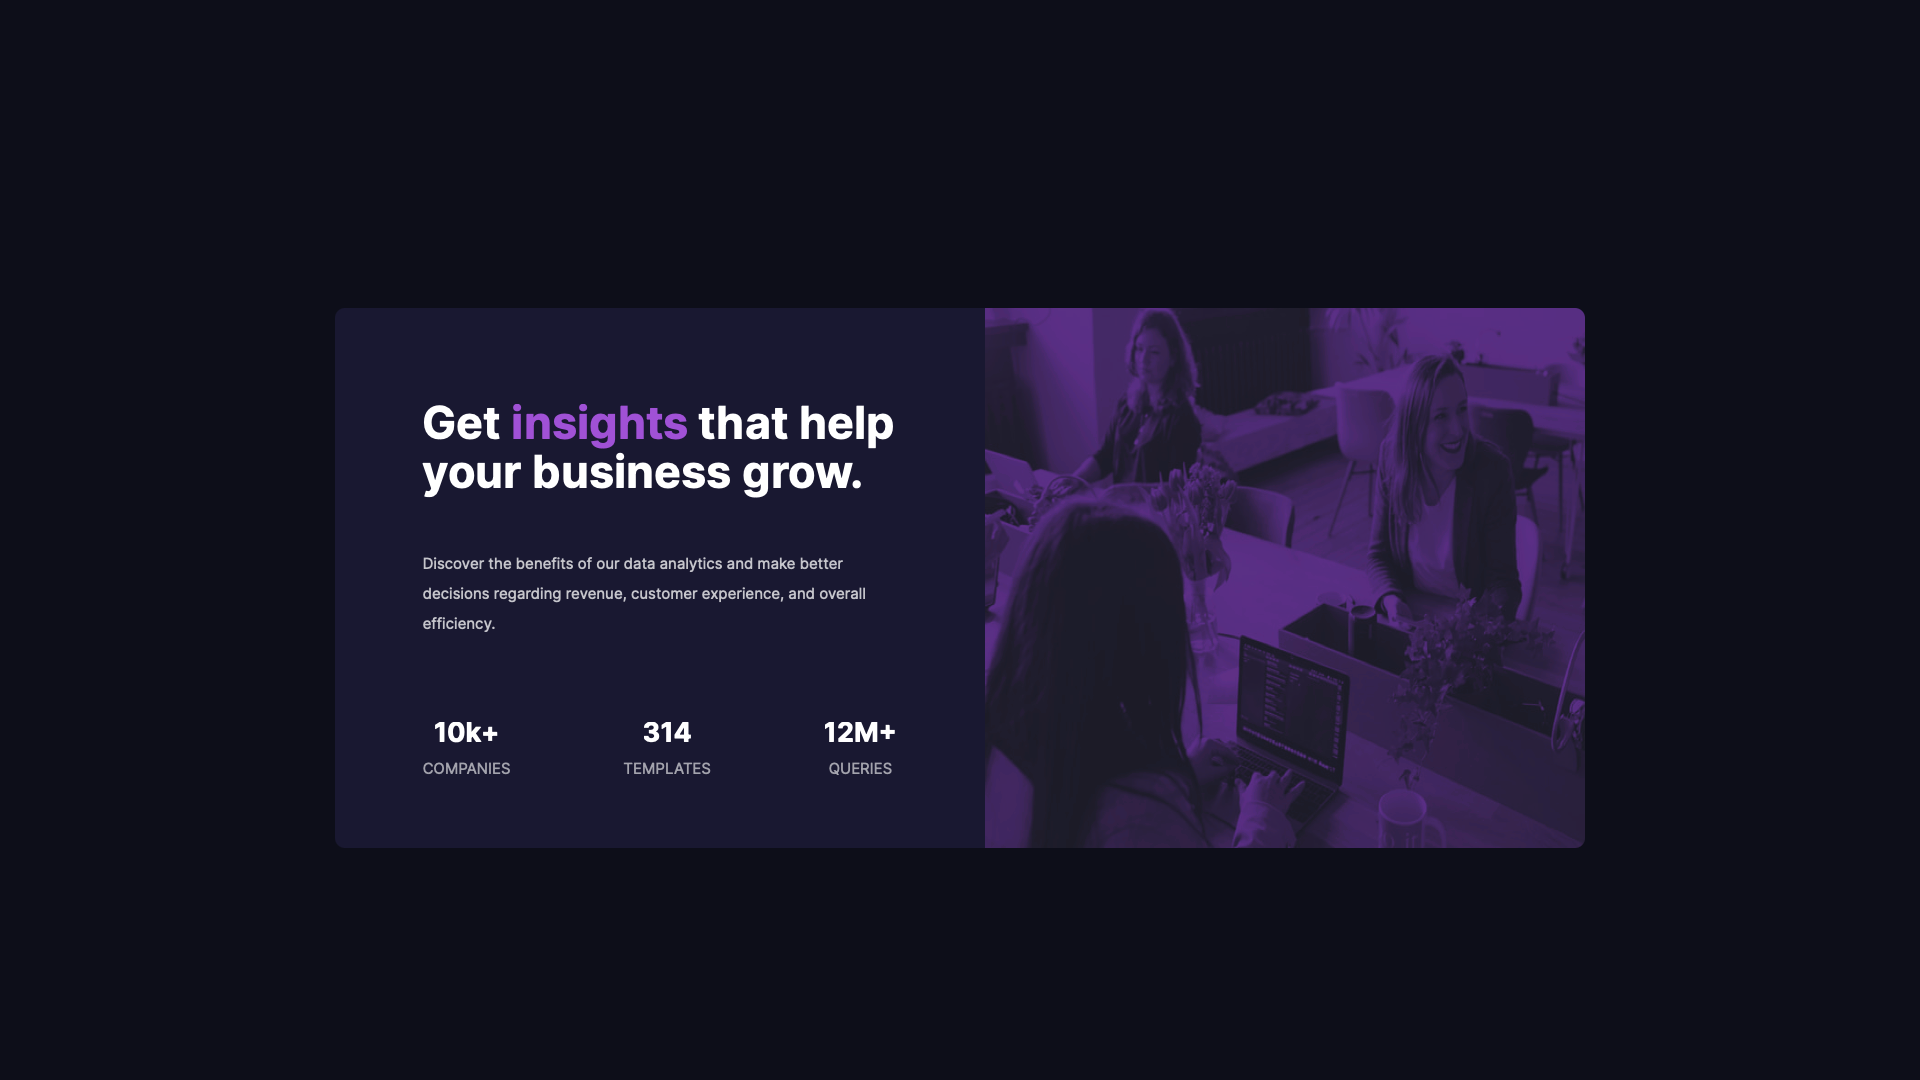 Get insights that help
your business grow.
Discover the benefits of our data analytics and make better
decisions regarding revenue, customer experience, and overall
efficiency.
10k+ 314 12M+
COMPANIES TEMPLATES QUERIES